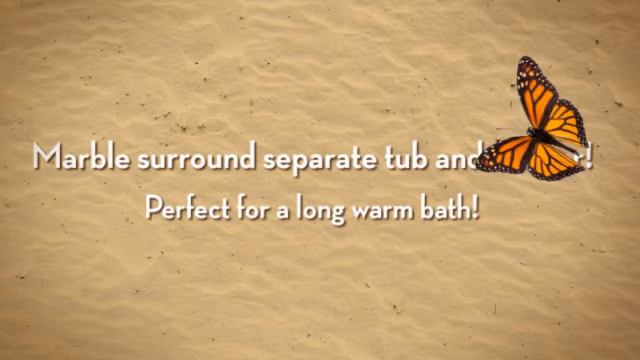 Marble surround separate tub and
Perfect for a long warm bath!